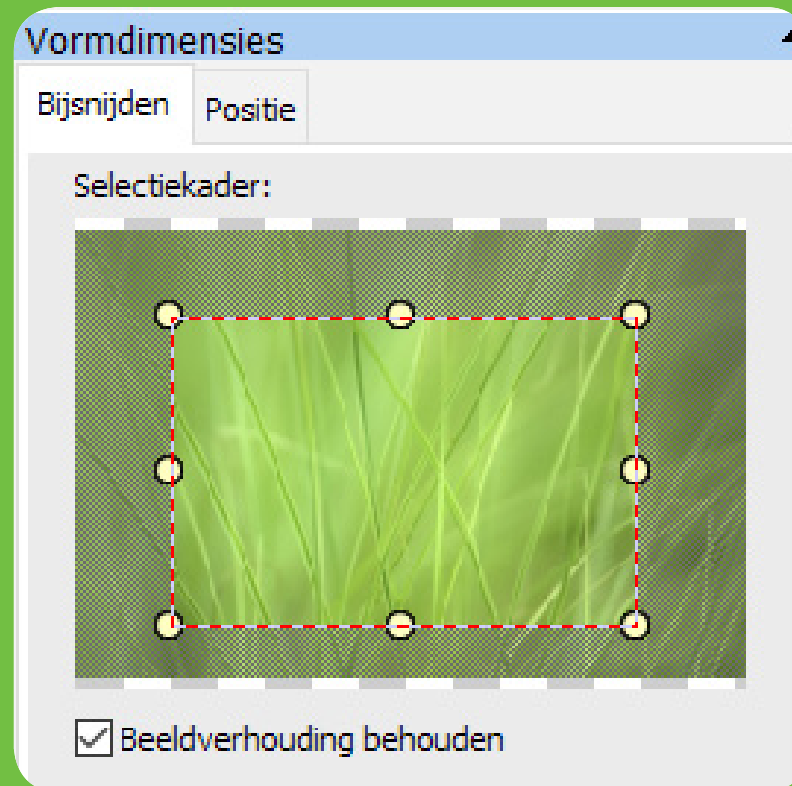 Vormdimensies
Bijsnijden
Positie
Selectiekader:
Beeldverhouding behouden